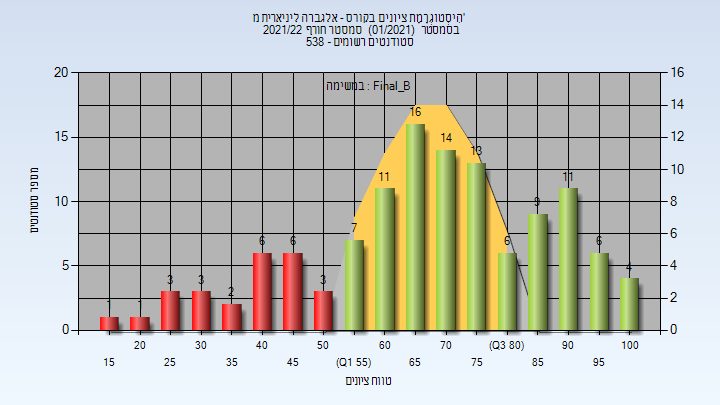 היסטוגרמת ציונים בקורס - אלגברה ליניארית מ'
בסמסטר (01/2021) סמסטר חורף 2021/22
סטודנטים רשומים - 538
במשימה : Final_B
מספר סטודנטים
20 15 10 5 0
16 14 12 10 8 6 4 2 0
1 1 3 3 2 6 6 3 7 11 16 14 13 6 9 11 6 4
20 30 40 50 60 70 (Q3 80) 90 100
15 25 35 45 (Q1 55) 65 75 85 95
טווח ציונים